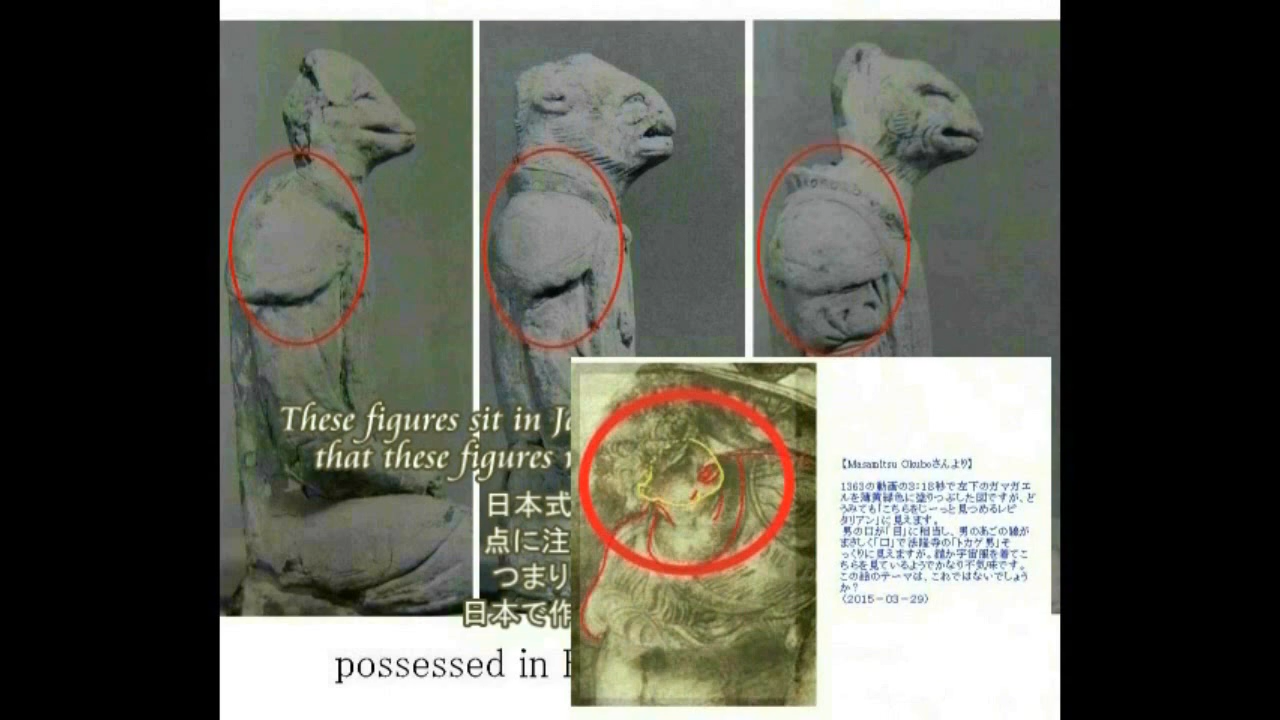 These figures sit in
that these figures
日本式
点に注
つまり
日本で作
possessed in
【Masamitsu Okuboさんより】
1363の動画の3：18秒で左下のガマガエ
ルを薄黄緑色に塗りつぶした図ですが、ど
うみても「こちらをじーっと見つめるレピ
タリアン」に見えます。
男の口が「目」に相当し、男のあごの線が
まさしく「口」で法隆寺の「トカゲ男」そ
っくりに見えますが。誰か宇宙服を着てこ
ちらを見ているようでかなり不気味です。
この絵のテーマは、これではないでしょう
か？
（2015－03－29）